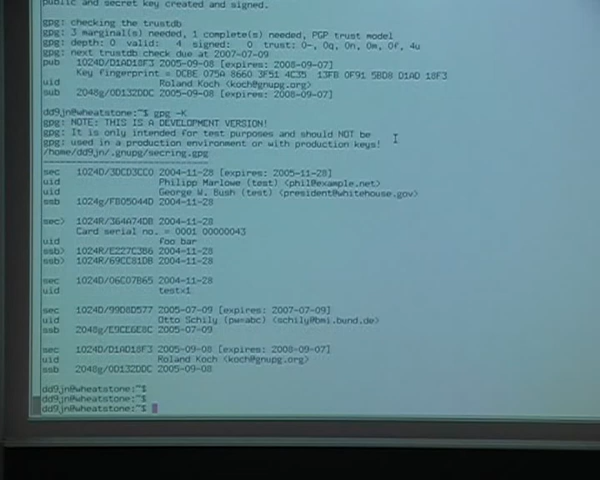 public and secret key created and signed.
gpg: checking the trustdb
gpg: 3 marginal(s) needed, 1 complete(s) needed, PGP trust model
gpg: depth: 0  valid:   4  signed:   0  trust: 0-, 0q, 0n, 0m, 0f, 4u
gpg: next trustdb check due at 2007-07-09
pub   1024D/D1AD18F3 2005-09-08 [expires: 2008-09-07]
Key fingerprint = DCBE 075A 8660 3F51 4C35  13FB 0F91 5BD8 D1AD 18F3
uid                  Roland Koch <koch@gnupg.org>
sub   2048g/0D132DDC 2005-09-08 [expires: 2008-09-07]
dd9jn@wheatstone:~$ gpg -K
gpg: NOTE: THIS IS A DEVELOPMENT VERSION!
gpg: It is only intended for test purposes and should NOT be
gpg: used in a production environment or with production keys!
/home/dd9jn/.gnupg/secring.gpg
------------------------------
sec   1024D/3DCD3CC0 2004-11-28 [expires: 2005-11-28]
uid                  Philipp Marlowe (test) <phil@example.net>
uid                  George W. Bush (test) <president@whitehouse.gov>
ssb   1024g/FB05044D 2004-11-28
sec>  1024R/364A74DB 2004-11-28
Card serial no. = 0001 00000043
uid                  foo bar
ssb>  1024R/E227C3B6 2004-11-28
ssb>  1024R/69CC81DB 2004-11-28
sec   1024D/06C07B65 2004-11-28
uid                  test×1
sec   1024D/99D8D577 2005-07-09 [expires: 2007-07-09]
uid                  Otto Schily (pw=abc) <schily@bmi.bund.de>
ssb   2048g/E9CE6E8C 2005-07-09
sec   1024D/D1AD18F3 2005-09-08 [expires: 2008-09-07]
uid                  Roland Koch <koch@gnupg.org>
ssb   2048g/0D132DDC 2005-09-08
dd9jn@wheatstone:~$
dd9jn@wheatstone:~$
dd9jn@wheatstone:~$